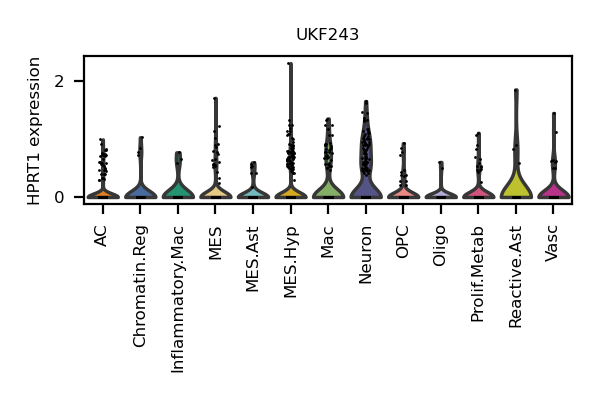 UKF243
HPRT1 expression
2
0
AC
Chromatin.Reg
Inflammatory.Mac
MES
MES.Ast
MES.Hyp
Mac
Neuron
OPC
Oligo
Prolif.Metab
Reactive.Ast
Vasc